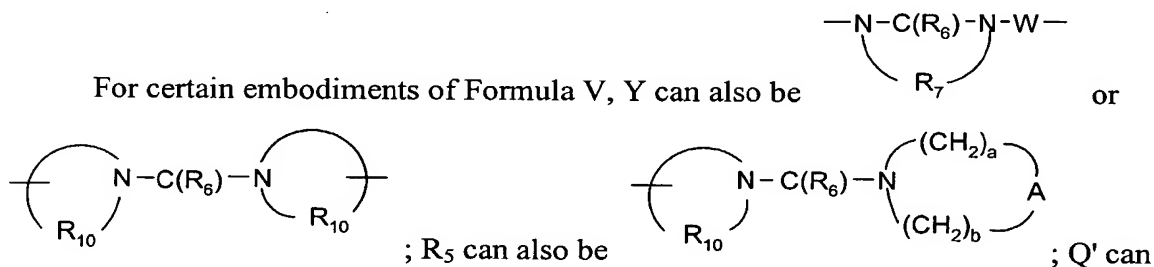 —N—C(R₆)—N—W—
R₇
For certain embodiments of Formula V, Y can also be or
N—C(R₆)—N
R₁₀ R₁₀
; R₅ can also be
N—C(R₆)—N (CH₂)ₐ A (CH₂)b
R₁₀
; Q' can